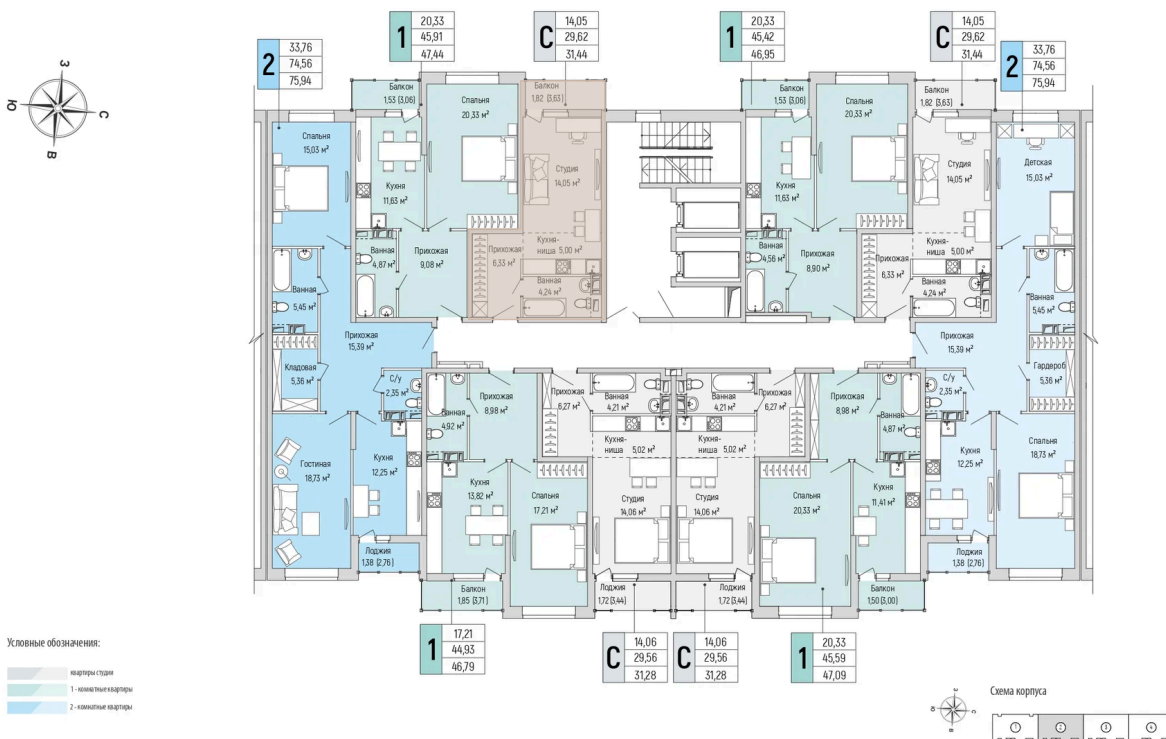 1
20,33
45,91
47,44
С
14,05
29,62
31,44
1
20,33
45,42
46,95
С
14,05
29,62
31,44
2
33,76
74,56
75,94
2
33,76
74,56
75,94
З
Ю
С
В
Балкон
1,53 (3,06)
Спальня
20,33 м²
Балкон
1,82 (3,63)
Балкон
1,53 (3,06)
Спальня
20,33 м²
Балкон
1,82 (3,63)
Спальня
15,03 м²
Кухня
11,63 м²
Студия
14,05 м²
Кухня
11,63 м²
Студия
14,05 м²
Детская
15,03 м²
Ванная
4,87 м²
Прихожая
9,08 м²
Прихожая
6,33 м²
Кухня-
ниша 5,00 м²
Ванная
4,24 м²
Ванная
4,56 м²
Прихожая
8,90 м²
Прихожая
6,33 м²
Кухня-
ниша 5,00 м²
Ванная
4,24 м²
Ванная
5,45 м²
Ванная
5,45 м²
Прихожая
15,39 м²
Прихожая
15,39 м²
Кладовая
5,36 м²
С/у
2,35 м²
Ванная
4,92 м²
Прихожая
8,98 м²
Прихожая
6,27 м²
Ванная
4,21 м²
Ванная
4,21 м²
Прихожая
6,27 м²
Прихожая
8,98 м²
Ванная
4,87 м²
С/у
2,35 м²
Гардероб
5,36 м²
Кухня-
ниша 5,02 м²
Кухня-
ниша 5,02 м²
Гостиная
18,73 м²
Кухня
12,25 м²
Кухня
13,82 м²
Спальня
17,21 м²
Студия
14,06 м²
Студия
14,06 м²
Спальня
20,33 м²
Кухня
11,41 м²
Кухня
12,25 м²
Спальня
18,73 м²
Лоджия
1,38 (2,76)
Балкон
1,85 (3,71)
Лоджия
1,72 (3,44)
Лоджия
1,72 (3,44)
Балкон
1,50 (3,00)
Лоджия
1,38 (2,76)
1
17,21
44,93
46,79
С
14,06
29,56
31,28
С
14,06
29,56
31,28
1
20,33
45,59
47,09
Условные обозначения:
квартиры студии
1 - комнатные квартиры
2 - комнатные квартиры
З
Ю
С
В
Схема корпуса
1
2
3
4